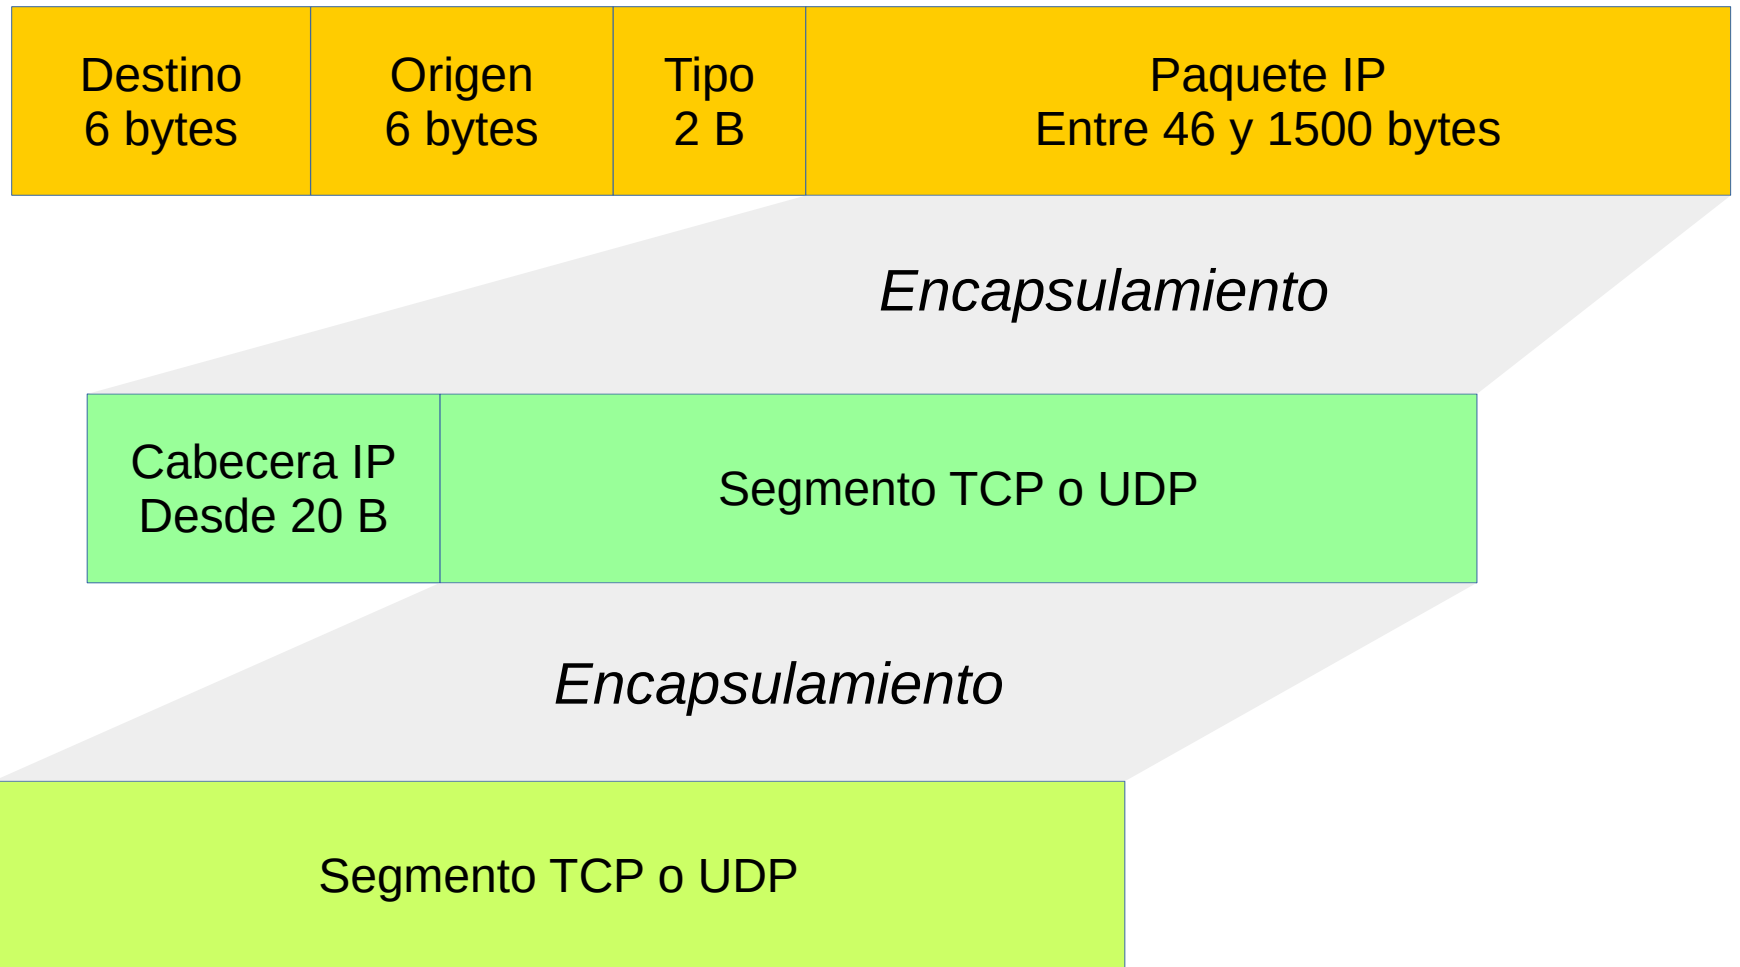 Destino
6 bytes
Origen
6 bytes
Tipo
2 B
Paquete IP
Entre 46 y 1500 bytes
Encapsulamiento
Cabecera IP
Desde 20 B
Segmento TCP o UDP
Encapsulamiento
Segmento TCP o UDP